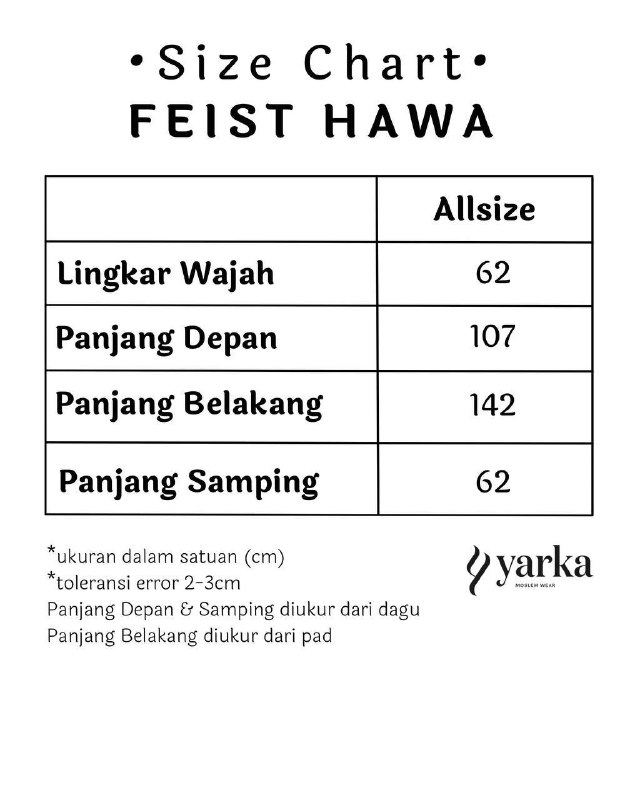 •Size Chart•
FEIST HAWA
Allsize
Lingkar Wajah 62
Panjang Depan 107
Panjang Belakang 142
Panjang Samping 62
*ukuran dalam satuan (cm)
*toleransi error 2-3cm
Panjang Depan & Samping diukur dari dagu
Panjang Belakang diukur dari pad
yarka
MOSLEM WEAR